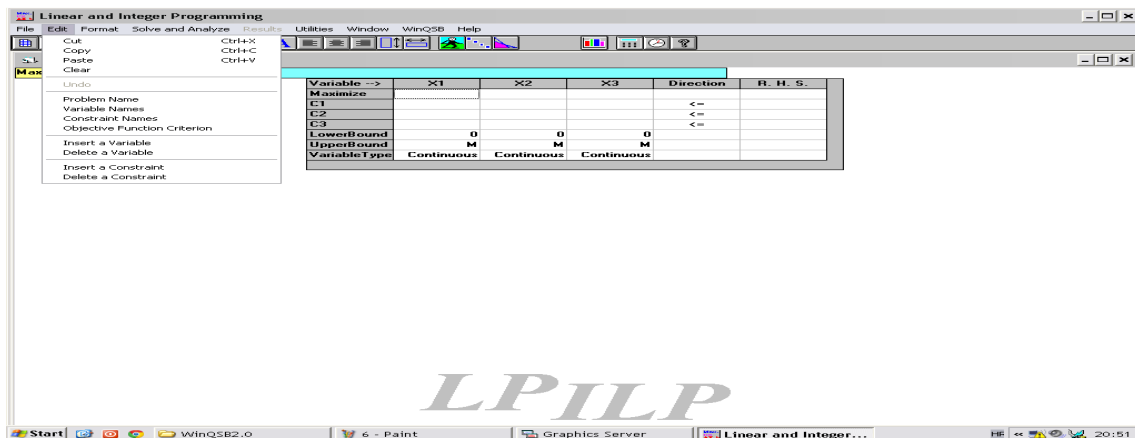 Linear and Integer Programming
File Edit Format Solve and Analyze Results Utilities Window WinQSB Help
Cut Ctrl+X
Copy Ctrl+C
Paste Ctrl+V
Clear
Undo
Problem Name
Variable Names
Constraint Names
Objective Function Criterion
Insert a Variable
Delete a Variable
Insert a Constraint
Delete a Constraint
Variable --> X1 X2 X3 Direction R. H. S.
Maximize
C1 <=
C2 <=
C3 <=
LowerBound 0 0 0
UpperBound M M M
VariableType Continuous Continuous Continuous
LPILP
Start WinQSB2.0 6 - Paint Graphics Server Linear and Integer... 20:51